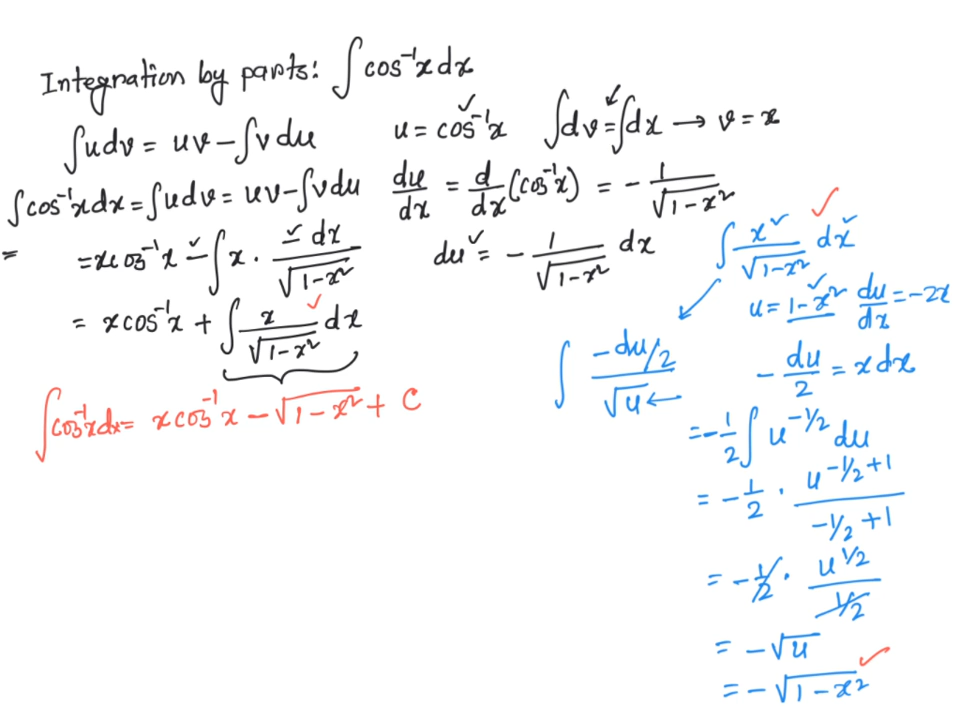 Integration by parts: ∫cos⁻¹x dx
∫u dv = uv − ∫v du
u = cos⁻¹x
∫dv = ∫dx → v = x
∫cos⁻¹x dx = ∫u dv = uv − ∫v du
du/dx = d/dx (cos⁻¹x) = − 1/√(1−x²)
= = x cos⁻¹x − ∫x · − dx/√(1−x²)
du = − 1/√(1−x²) dx
= x cos⁻¹x + ∫ x/√(1−x²) dx
∫cos⁻¹x dx = x cos⁻¹x − √(1−x²) + C
∫ x/√(1−x²) dx
u = 1−x² du/dx = −2x
∫ (−du/2)/√u
− du/2 = x dx
= −1/2 ∫ u^(−1/2) du
= −1/2 · u^(−1/2+1)/(−1/2+1)
= −1/2 · u^(1/2)/(1/2)
= −√u
= −√(1−x²)